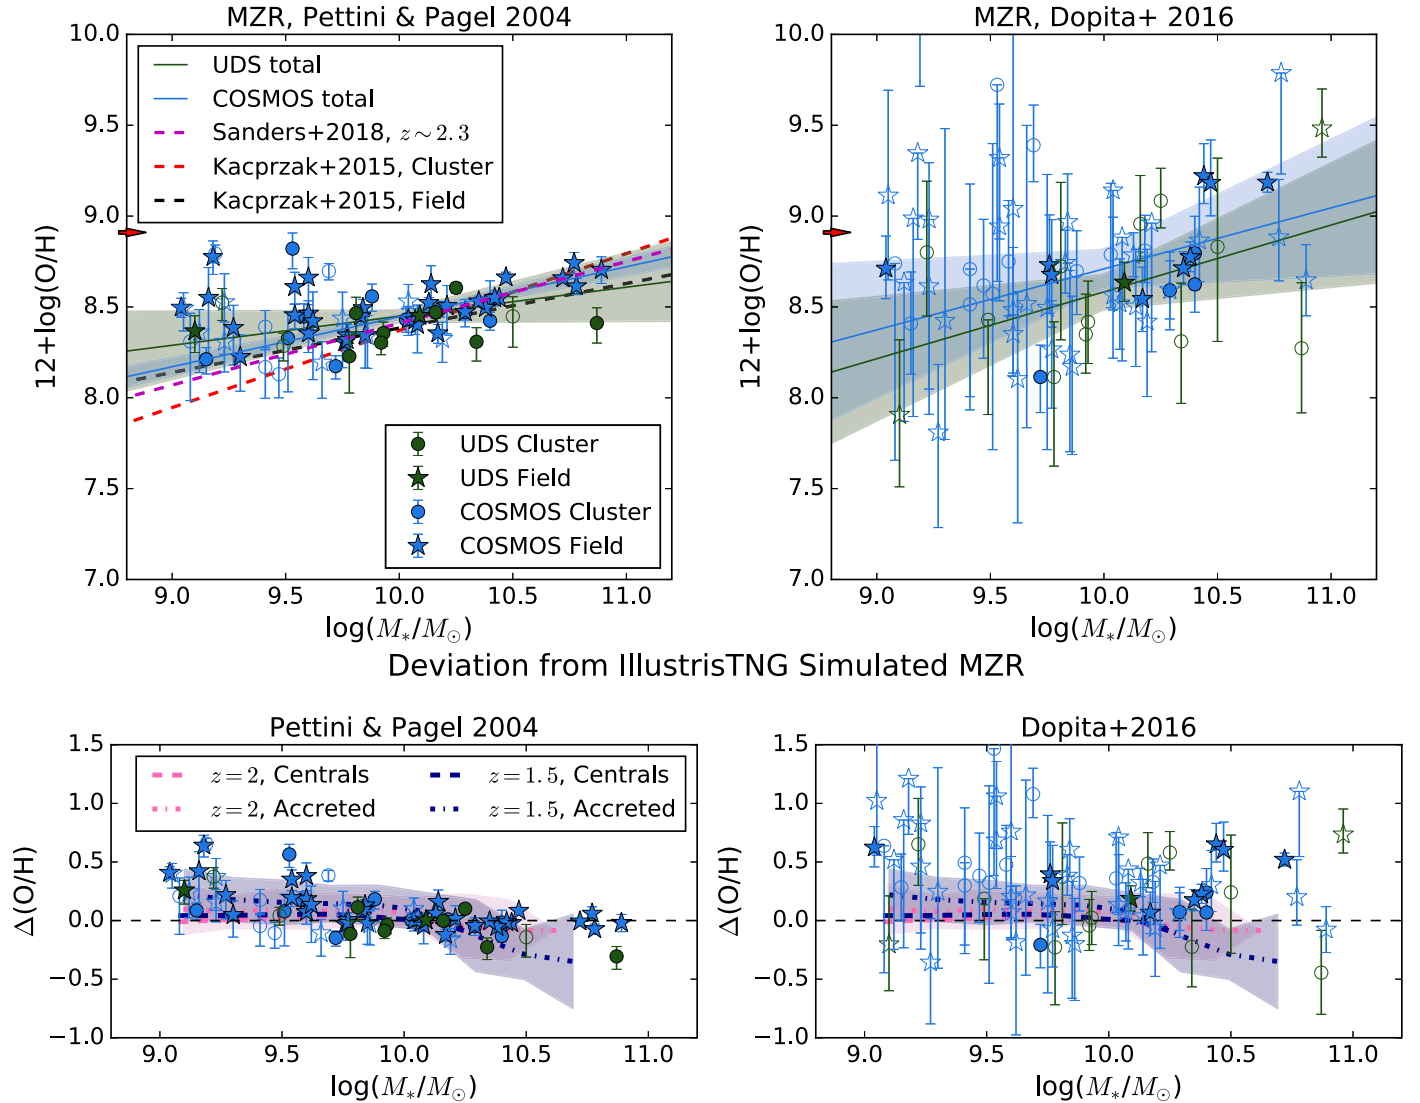 MZR, Pettini & Pagel 2004
10.0
9.5
9.0
8.5
8.0
7.5
7.0
12+log(O/H)
UDS total
COSMOS total
Sanders+2018, z∼2.3
Kacprzak+2015, Cluster
Kacprzak+2015, Field
UDS Cluster
UDS Field
COSMOS Cluster
COSMOS Field
9.0 9.5 10.0 10.5 11.0
log(M*/M⊙)
MZR, Dopita+ 2016
10.0
9.5
9.0
8.5
8.0
7.5
7.0
12+log(O/H)
9.0 9.5 10.0 10.5 11.0
log(M*/M⊙)
Deviation from IllustrisTNG Simulated MZR
Pettini & Pagel 2004
1.5
1.0
0.5
0.0
−0.5
−1.0
Δ(O/H)
z=2, Centrals
z=2, Accreted
z=1.5, Centrals
z=1.5, Accreted
9.0 9.5 10.0 10.5 11.0
log(M*/M⊙)
Dopita+2016
1.5
1.0
0.5
0.0
−0.5
−1.0
Δ(O/H)
9.0 9.5 10.0 10.5 11.0
log(M*/M⊙)